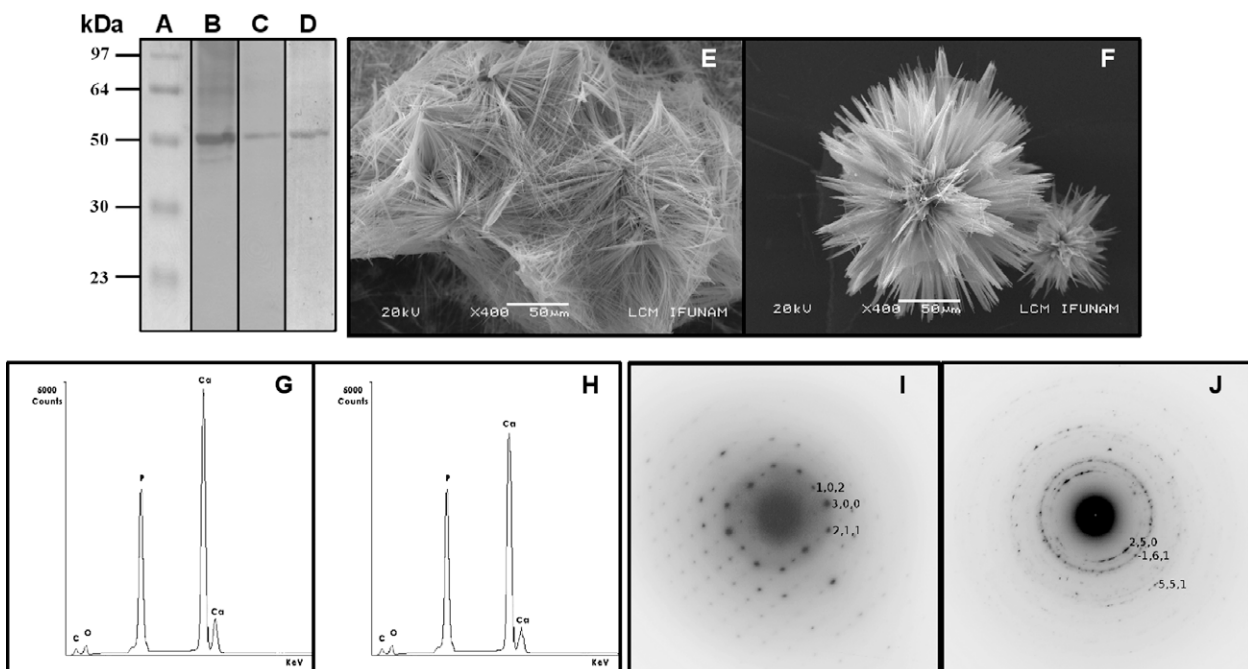 kDa A B C D
97
64
50
30
23
E
20kV X400 50µm LCM IFUNAM
F
20kV X400 50µm LCM IFUNAM
G
5000
Counts
Ca
P
Ca
C O
KeV
H
5000
Counts
Ca
P
Ca
C O
KeV
I
1,0,2
3,0,0
2,1,1
J
2,5,0
-1,6,1
5,5,1